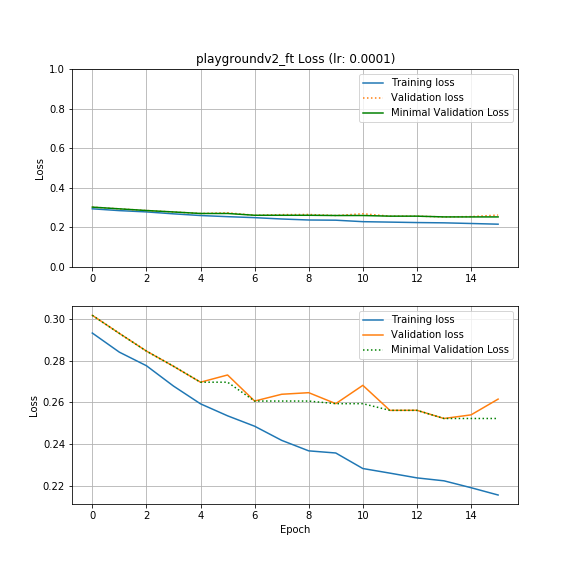 playgroundv2_ft Loss (lr: 0.0001)
1.0
0.8
0.6
0.4
0.2
0.0
Loss
Training loss
Validation loss
Minimal Validation Loss
0 2 4 6 8 10 12 14
0.30
0.28
0.26
0.24
0.22
Loss
Training loss
Validation loss
Minimal Validation Loss
0 2 4 6 8 10 12 14
Epoch